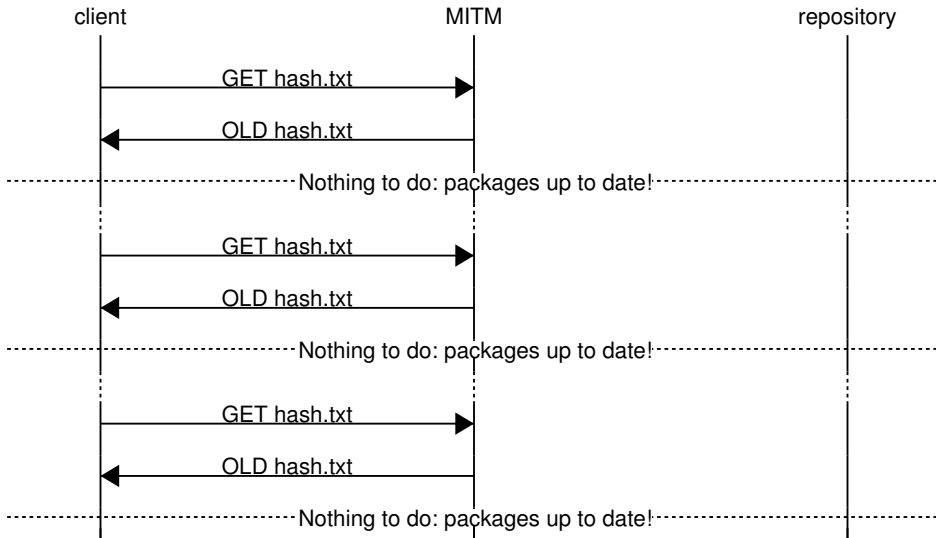 client MITM repository
GET hash.txt
OLD hash.txt
Nothing to do: packages up to date!
GET hash.txt
OLD hash.txt
Nothing to do: packages up to date!
GET hash.txt
OLD hash.txt
Nothing to do: packages up to date!